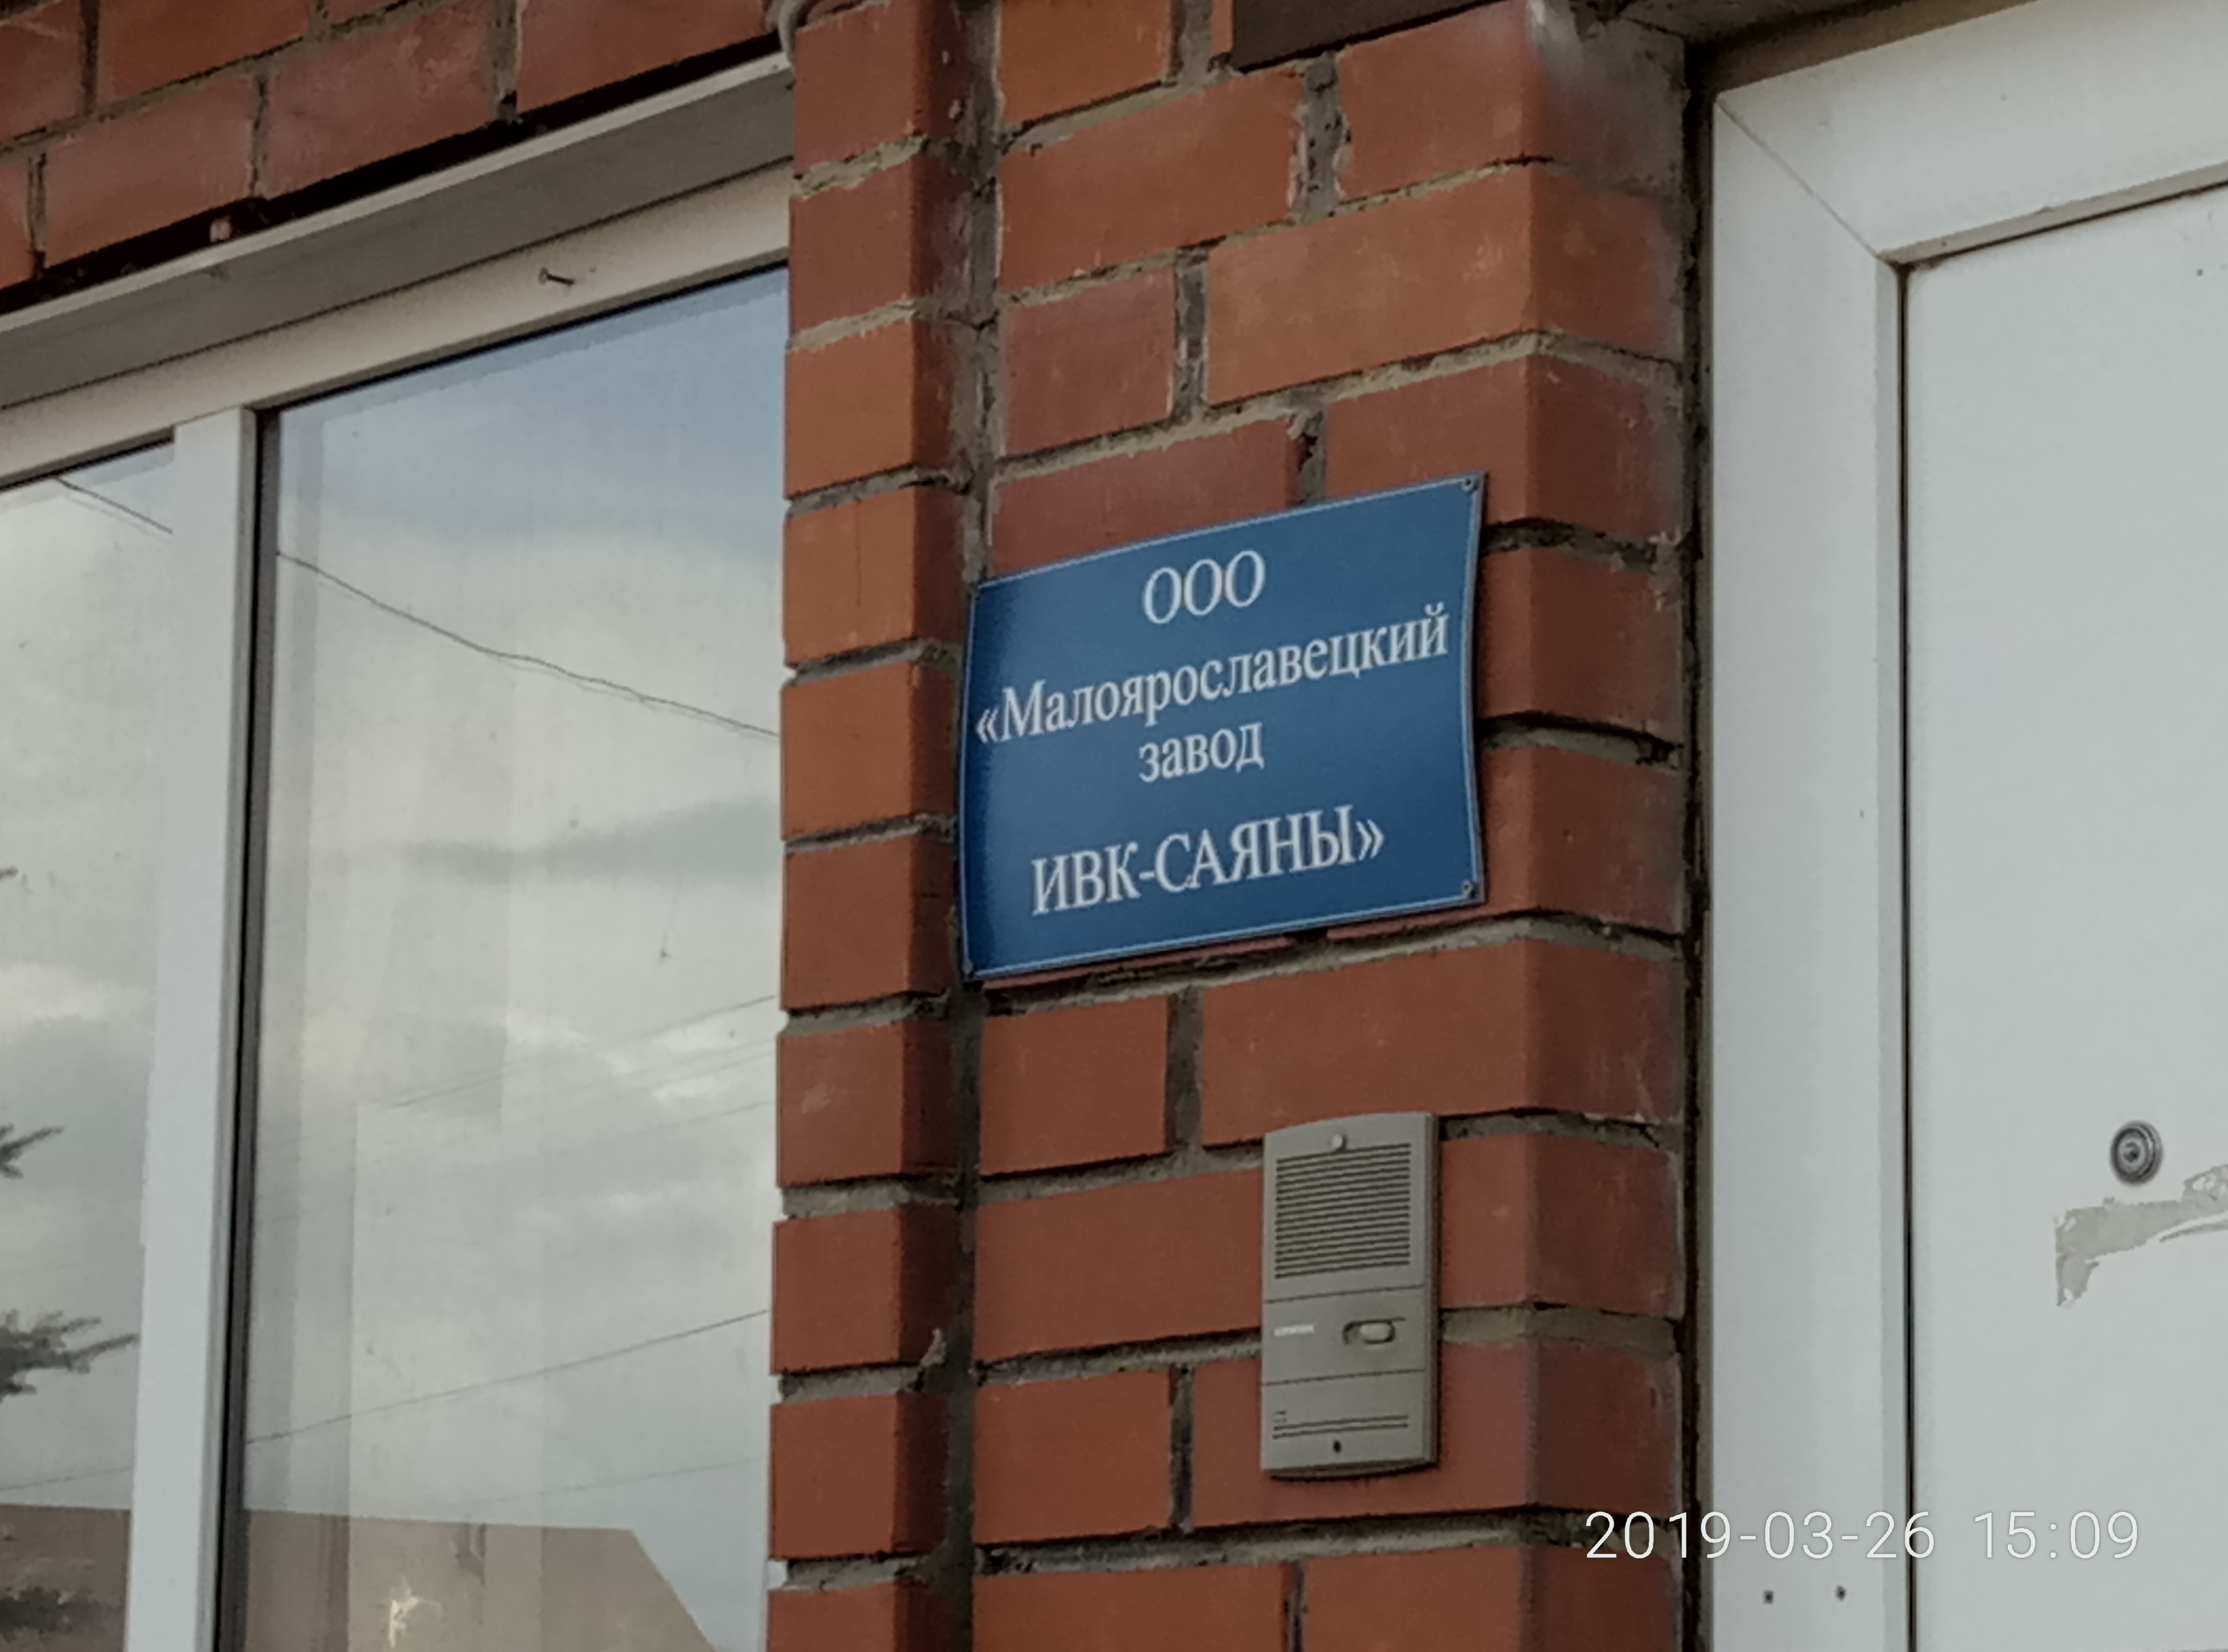 ООО
«Малоярославецкий
завод
ИВК-САЯНЫ»
2019-03-26 15:09